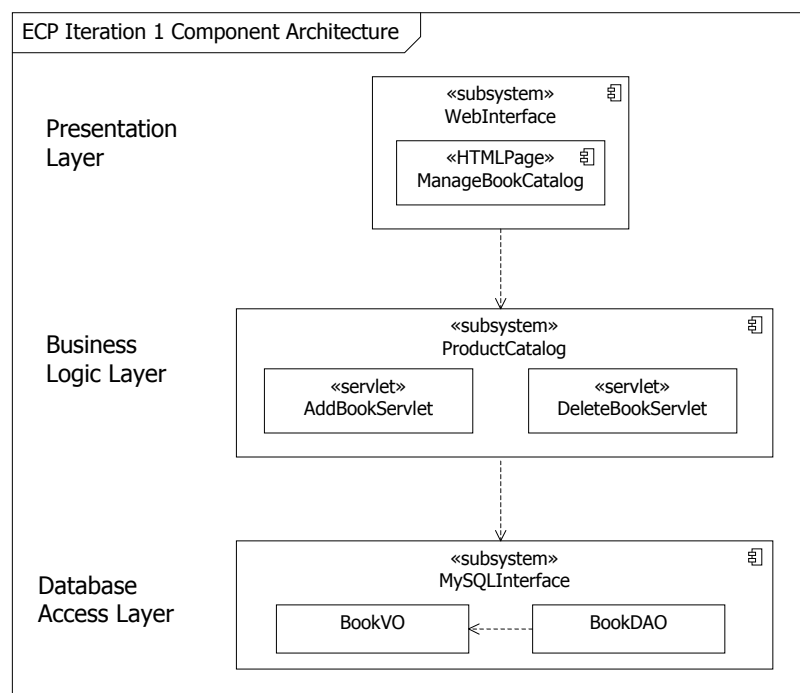 ECP Iteration 1 Component Architecture
Presentation
Layer
«subsystem»
WebInterface
«HTMLPage»
ManageBookCatalog
Business
Logic Layer
«subsystem»
ProductCatalog
«servlet»
AddBookServlet
«servlet»
DeleteBookServlet
Database
Access Layer
«subsystem»
MySQLInterface
BookVO
BookDAO